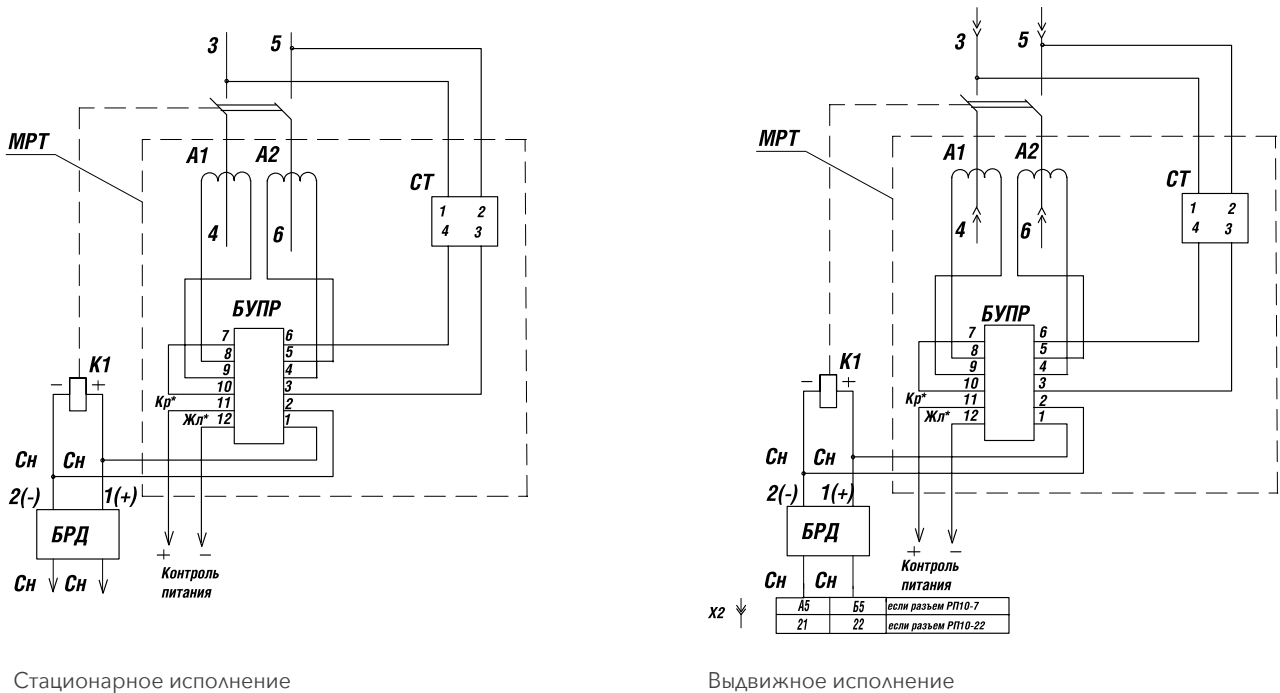 3 5
МРТ
А1 А2
СТ
1 2
4 3
4 6
БУПР
7 6
8 5
9 4
10 3
11 2
12 1
К1
- +
Кр*
Жл*
Сн Сн
2(-) 1(+)
БРД
+ -
Сн Сн
Контроль
питания
Стационарное исполнение
3 5
МРТ
А1 А2
СТ
1 2
4 3
4 6
БУПР
7 6
8 5
9 4
10 3
11 2
12 1
К1
- +
Кр*
Жл*
Сн Сн
2(-) 1(+)
БРД
+ -
Сн Сн
Контроль
питания
Х2
А5 Б5 если разъем РП10-7
21 22 если разъем РП10-22
Выдвижное исполнение